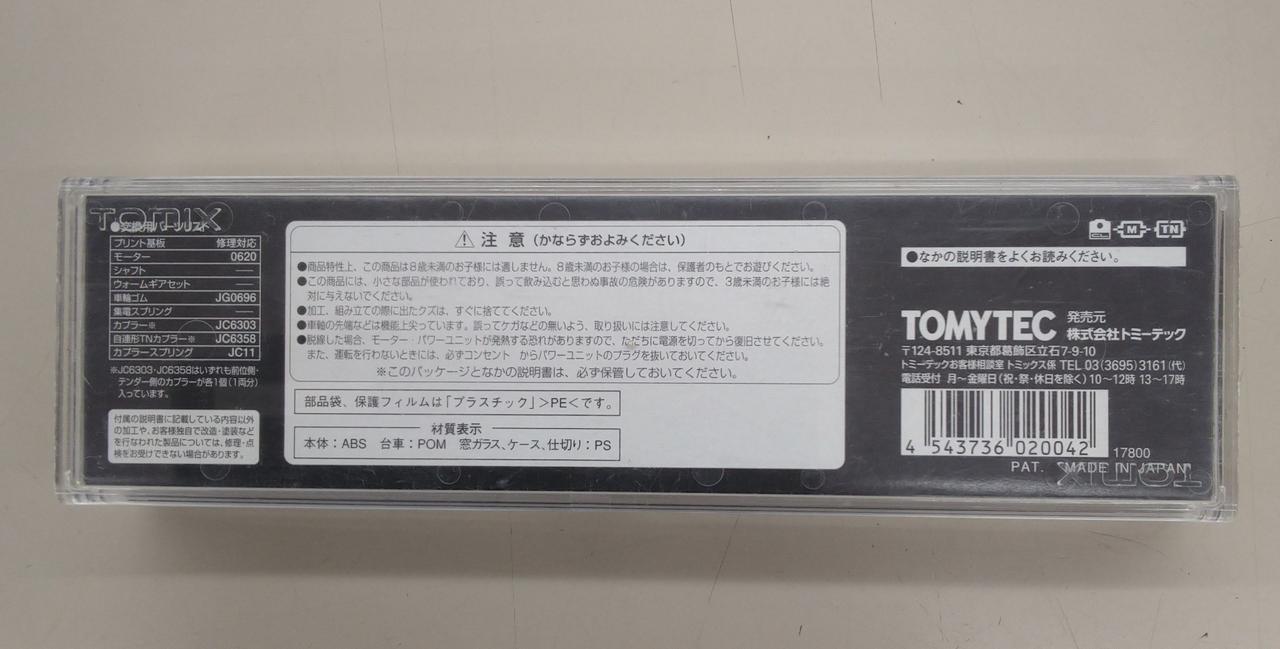 TOMIX
●交換用パーツリスト
プリント基板 修理対応
モーター 0620
シャフト ――
ウォームギアセット ――
車輪ゴム JG0696
集電スプリング ――
カプラー※ JC6303
自連形TNカプラー※ JC6358
カプラースプリング JC11
※JC6303・JC6358はいずれも前位側・
テンダー側のカプラーが各1個(1両分)
入っています。
付属の説明書に記載している内容以外
の加工や、お客様独自で改造・塗装など
を行なわれた製品については、修理・点
検をお受けできない場合があります。
注意(かならずおよみください)
●商品特性上、この商品は8歳未満のお子様には適しません。8歳未満のお子様の場合は、保護者のもとでお遊びください。
●この商品には、小さな部品が使われており、誤って飲み込むと思わぬ事故の危険がありますので、3歳未満のお子様には絶
対に与えないでください。
●加工、組み立ての際に出たクズは、すぐに捨ててください。
●車軸の先端などは機能上尖っています。誤ってケガなどの無いよう、取り扱いには注意してください。
●脱線した場合、モーター・パワーユニットが発熱する恐れがありますので、ただちに電源を切ってから復旧させてください。
また、運転を行わないときには、必ずコンセントからパワーユニットのプラグを抜いておいてください。
※このパッケージとなかの説明書は、必ず保管しておいてください。
部品袋、保護フィルムは「プラスチック」>PE<です。
材質表示
本体:ABS 台車:POM 窓ガラス、ケース、仕切り:PS
M TN
●なかの説明書をよくお読みください。
TOMYTEC 発売元 株式会社トミーテック
〒124-8511 東京都葛飾区立石7-9-10
トミーテックお客様相談室 トミックス係 TEL 03(3695)3161(代)
電話受付 月~金曜日(祝・祭・休日を除く)10~12時 13~17時
4 543736 020042
17800
PAT. MADE IN JAPAN
TOMIX